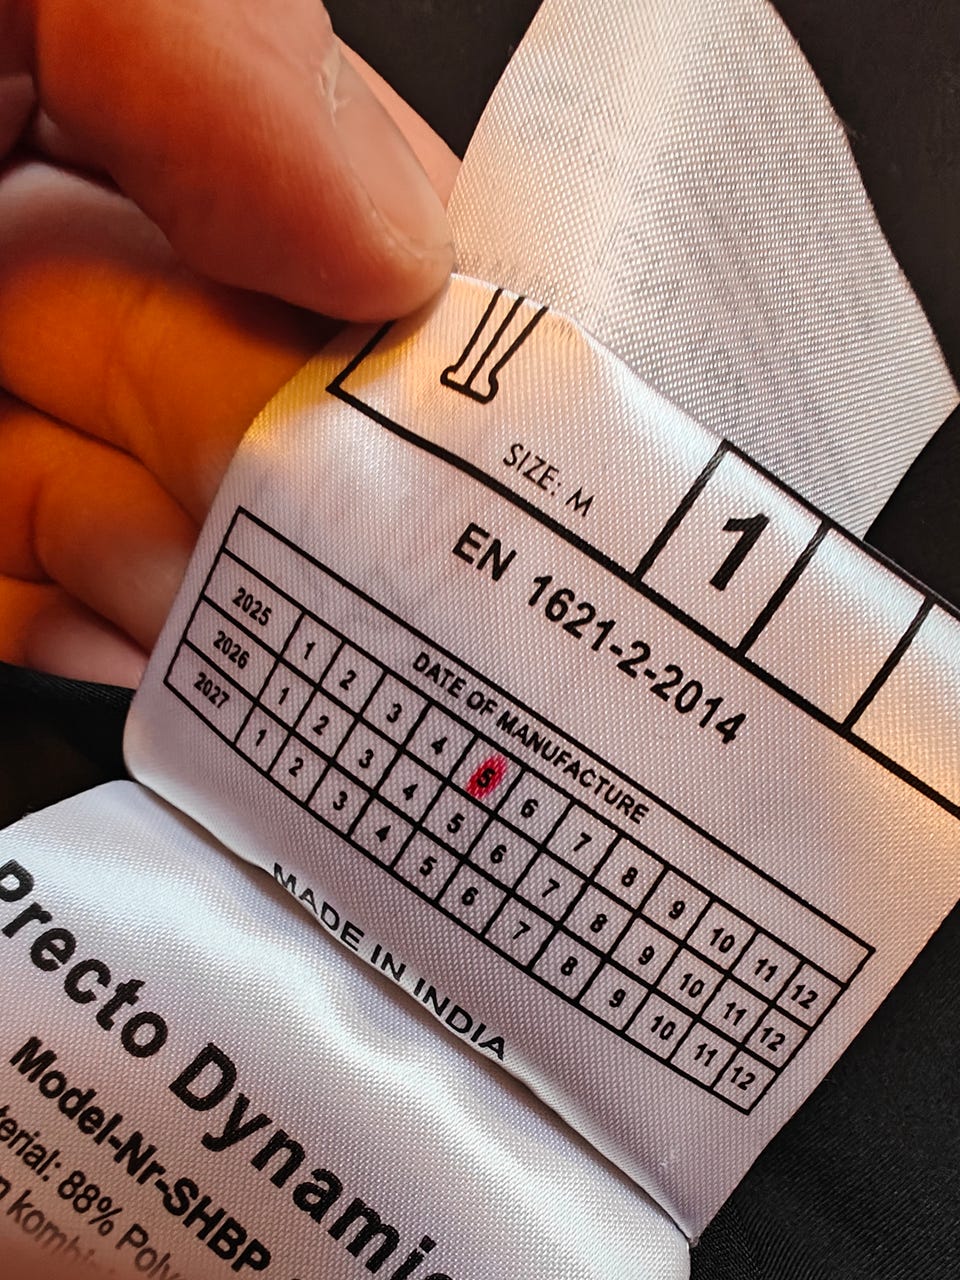 SIZE: M
1
EN 1621-2-2014
DATE OF MANUFACTURE
2025 1 2 3 4 5 6 7 8 9 10 11 12
2026 1 2 3 4 5 6 7 8 9 10 11 12
2027 1 2 3 4 5 6 7 8 9 10 11 12
MADE IN INDIA
Precto Dynami
Model-Nr-SHBP
terial: 88%